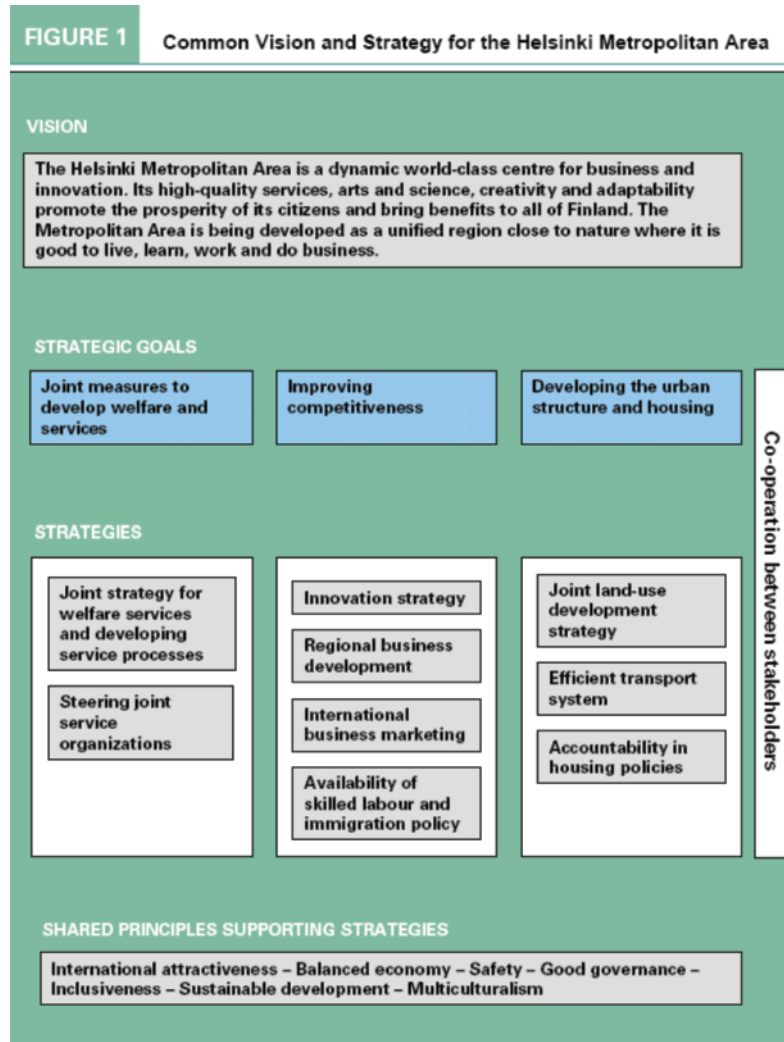 FIGURE 1
Common Vision and Strategy for the Helsinki Metropolitan Area
VISION
The Helsinki Metropolitan Area is a dynamic world-class centre for business and
innovation. Its high-quality services, arts and science, creativity and adaptability
promote the prosperity of its citizens and bring benefits to all of Finland. The
Metropolitan Area is being developed as a unified region close to nature where it is
good to live, learn, work and do business.
STRATEGIC GOALS
Joint measures to
develop welfare and
services
Improving
competitiveness
Developing the urban
structure and housing
STRATEGIES
Joint strategy for
welfare services
and developing
service processes
Steering joint
service
organizations
Innovation strategy
Regional business
development
International
business marketing
Availability of
skilled labour and
immigration policy
Joint land-use
development
strategy
Efficient transport
system
Accountability in
housing policies
Co-operation between stakeholders
SHARED PRINCIPLES SUPPORTING STRATEGIES
International attractiveness – Balanced economy – Safety – Good governance –
Inclusiveness – Sustainable development – Multiculturalism